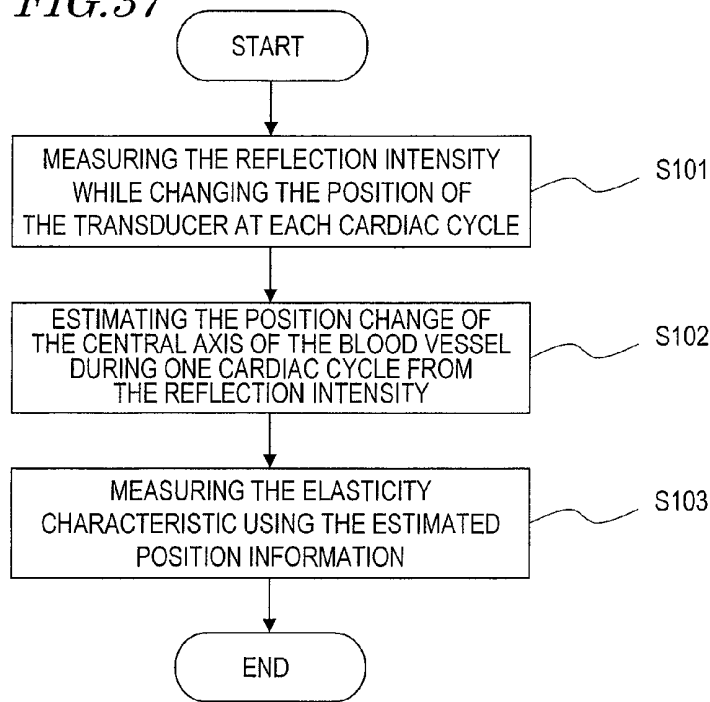 FIG.37
START
MEASURING THE REFLECTION INTENSITY
WHILE CHANGING THE POSITION OF
THE TRANSDUCER AT EACH CARDIAC CYCLE
S101
ESTIMATING THE POSITION CHANGE OF
THE CENTRAL AXIS OF THE BLOOD VESSEL
DURING ONE CARDIAC CYCLE FROM
THE REFLECTION INTENSITY
S102
MEASURING THE ELASTICITY
CHARACTERISTIC USING THE ESTIMATED
POSITION INFORMATION
S103
END